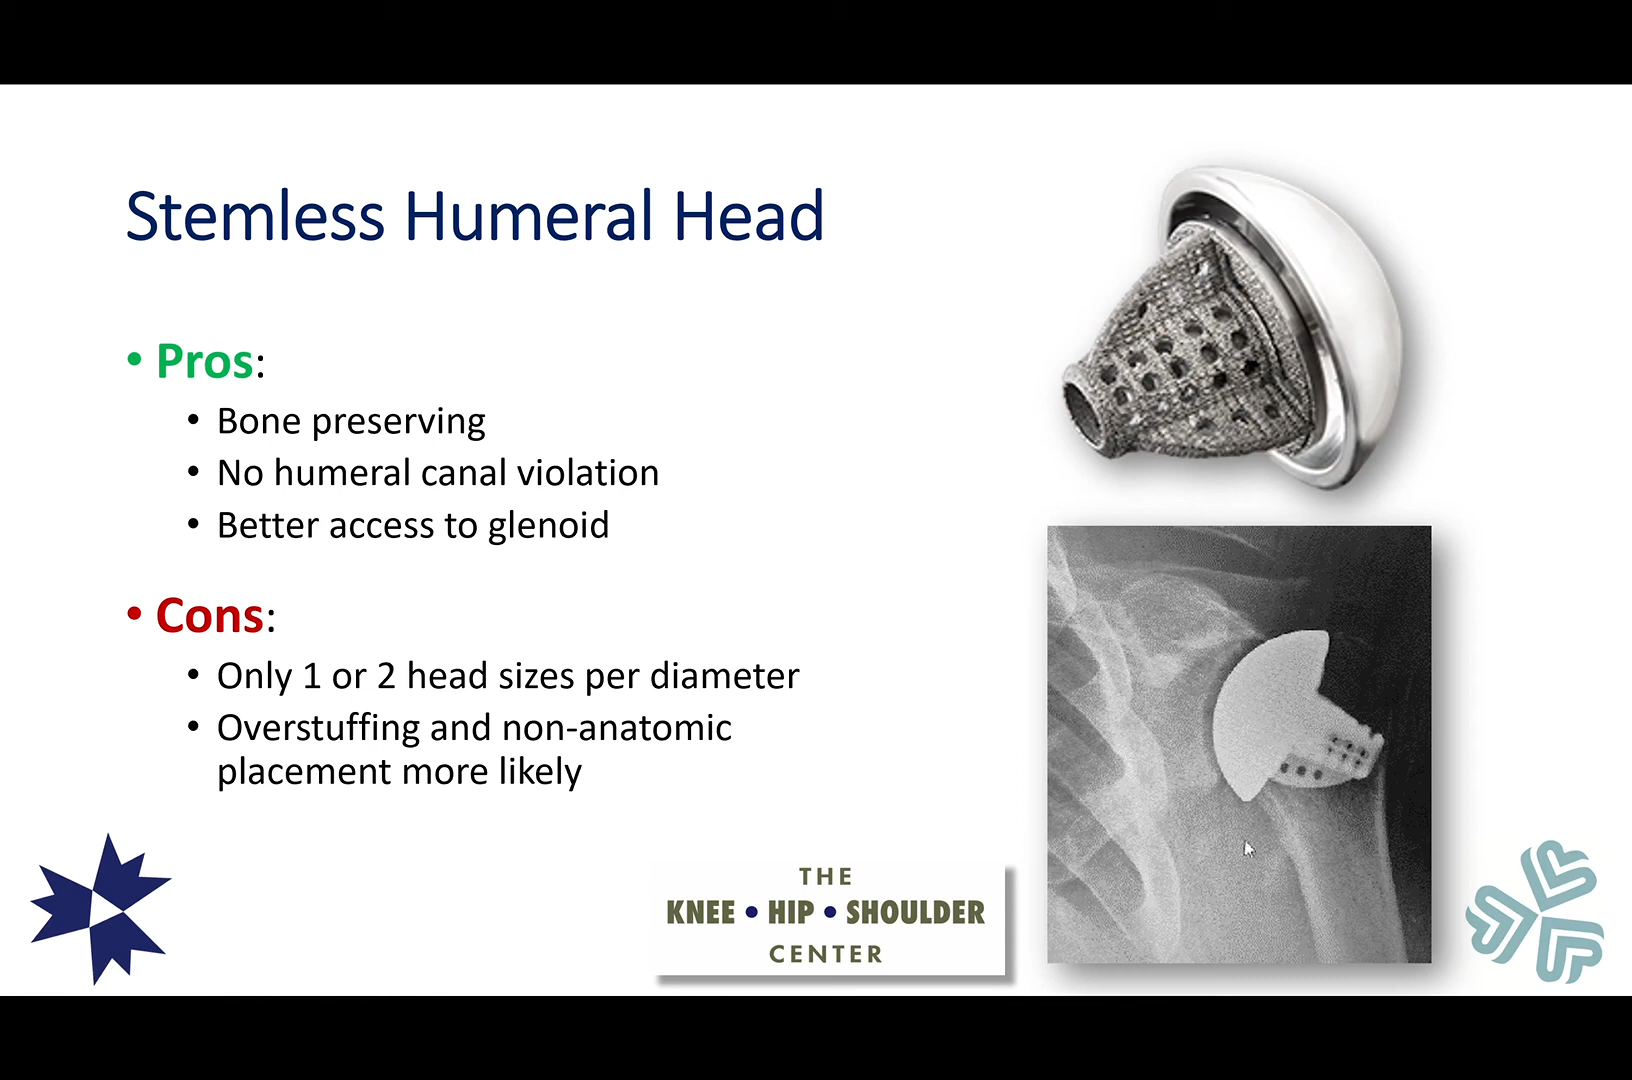 Stemless Humeral Head
• Pros:
• Bone preserving
• No humeral canal violation
• Better access to glenoid
• Cons:
• Only 1 or 2 head sizes per diameter
• Overstuffing and non-anatomic
placement more likely
THE
KNEE • HIP • SHOULDER
CENTER